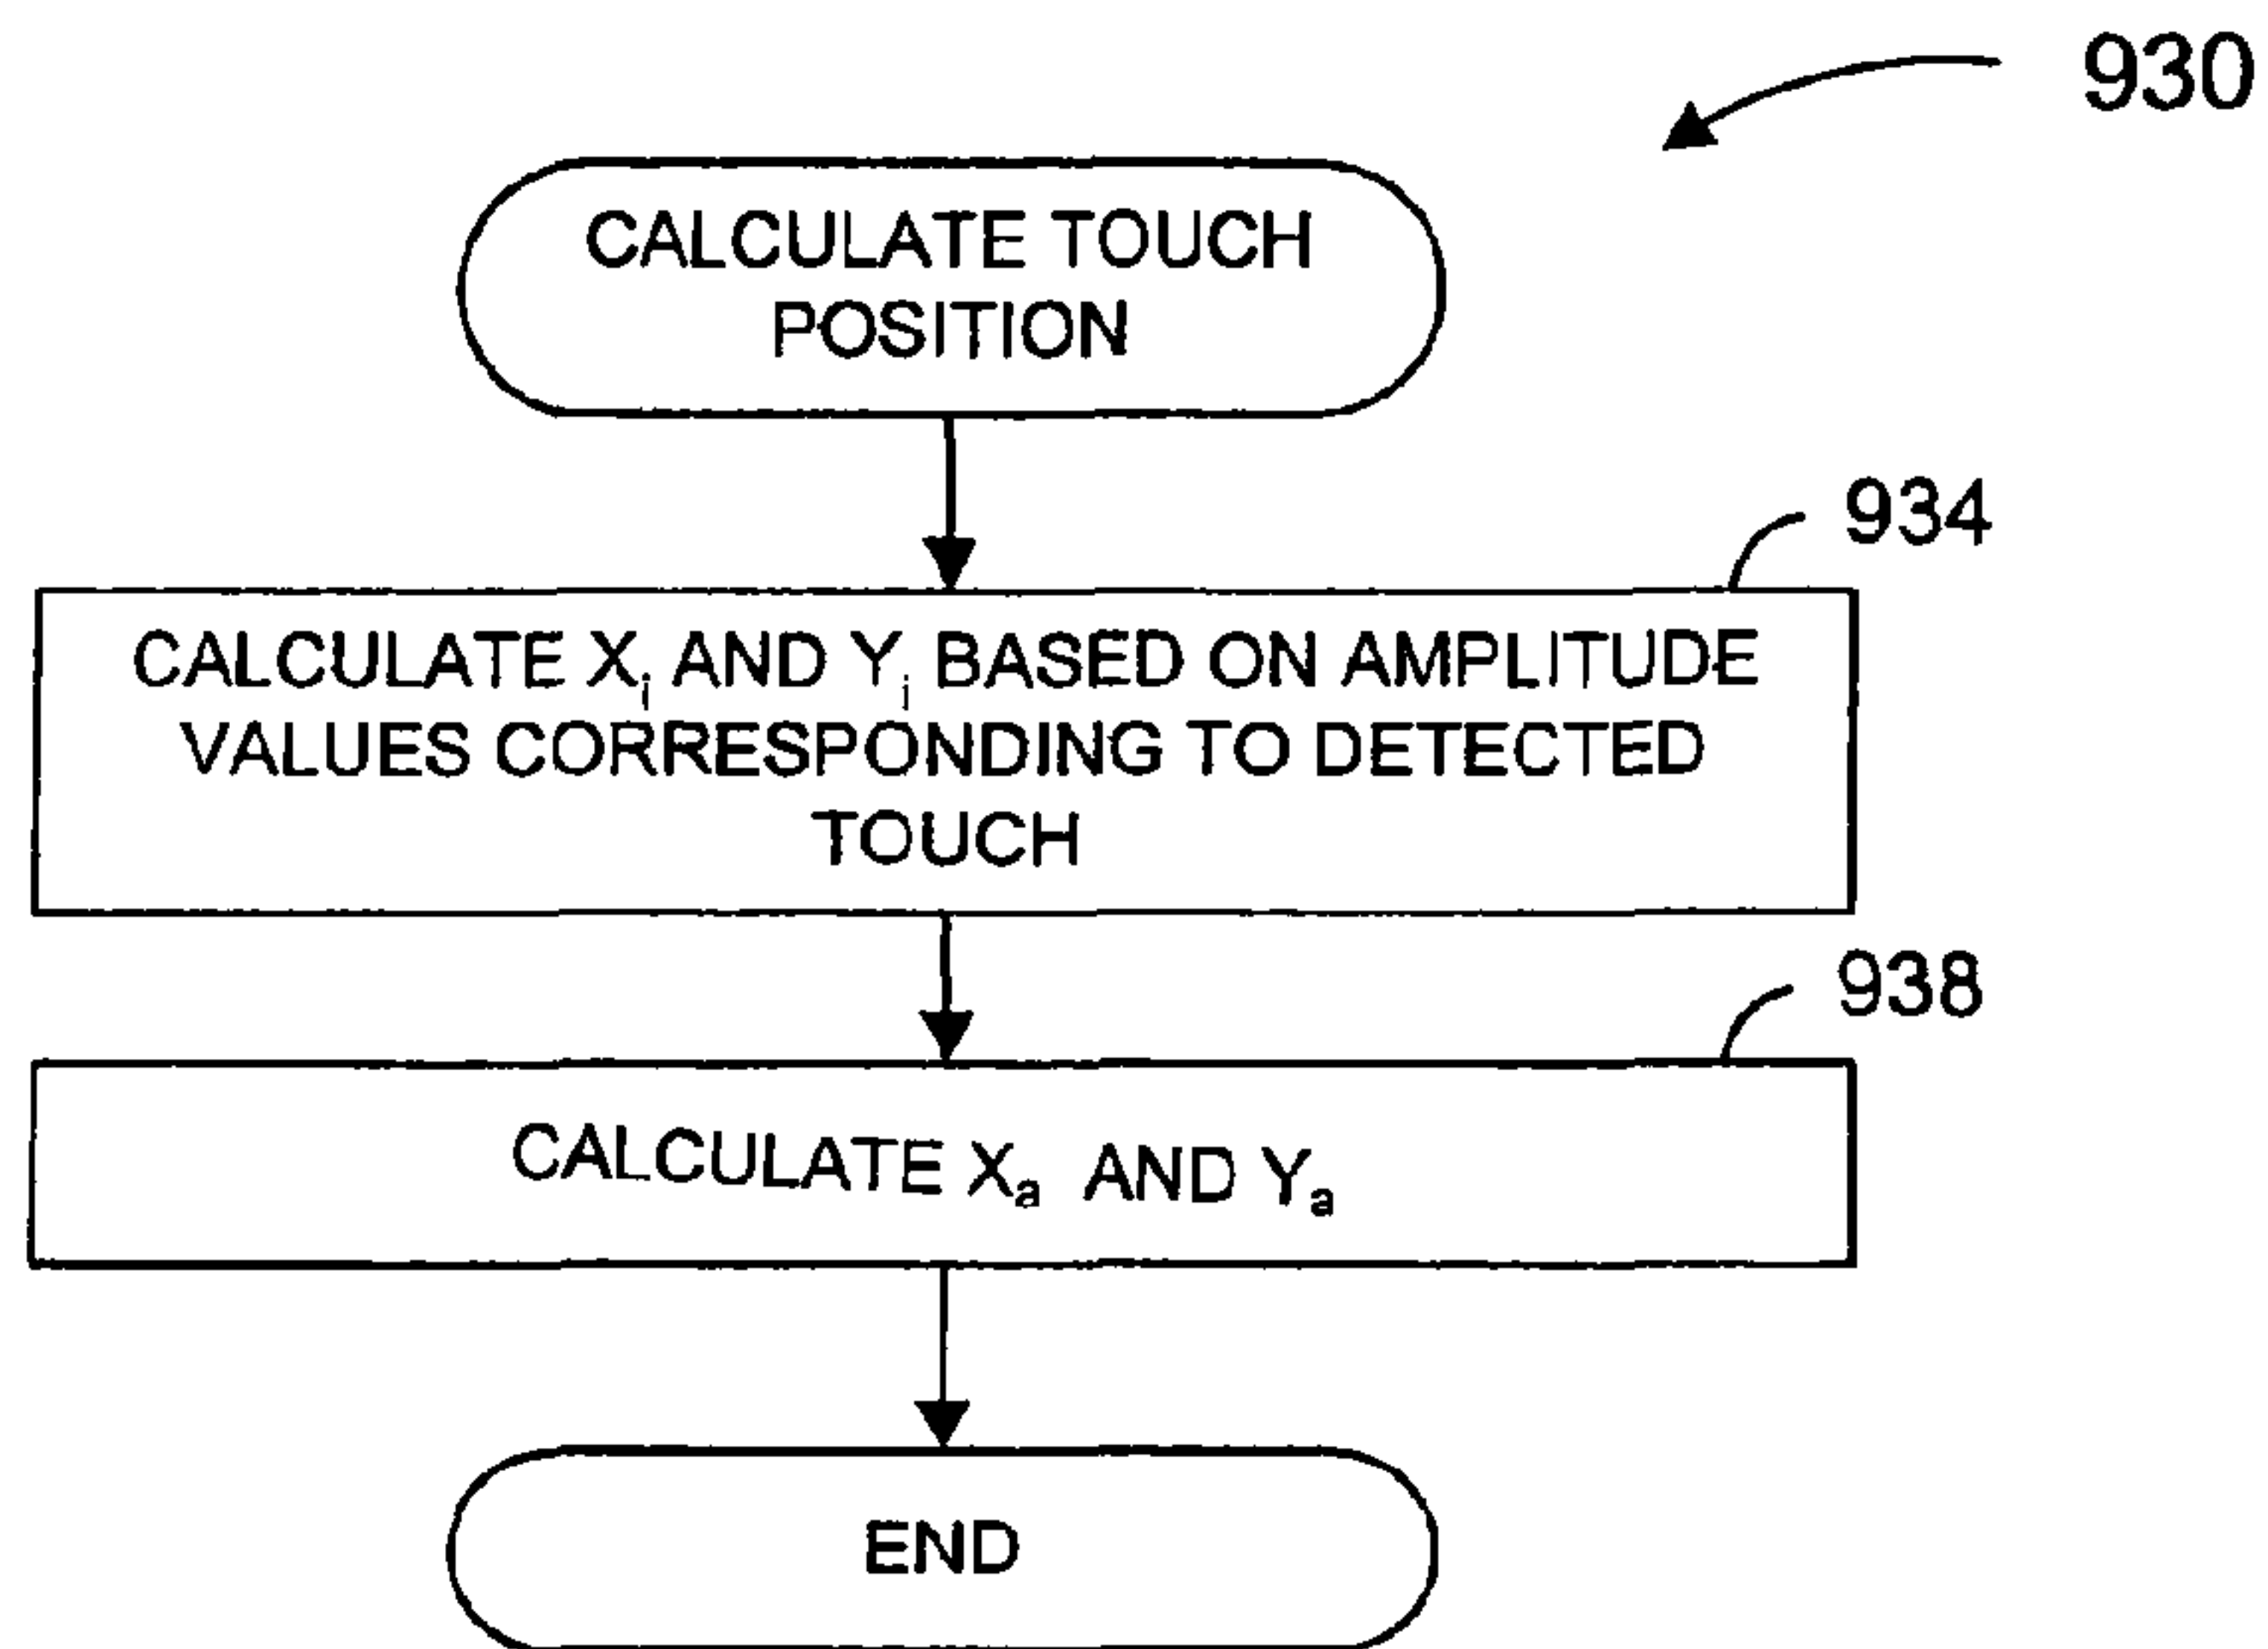 930
CALCULATE TOUCH
POSITION
934
CALCULATE Xi AND Yi BASED ON AMPLITUDE
VALUES CORRESPONDING TO DETECTED
TOUCH
938
CALCULATE Xa AND Ya
END